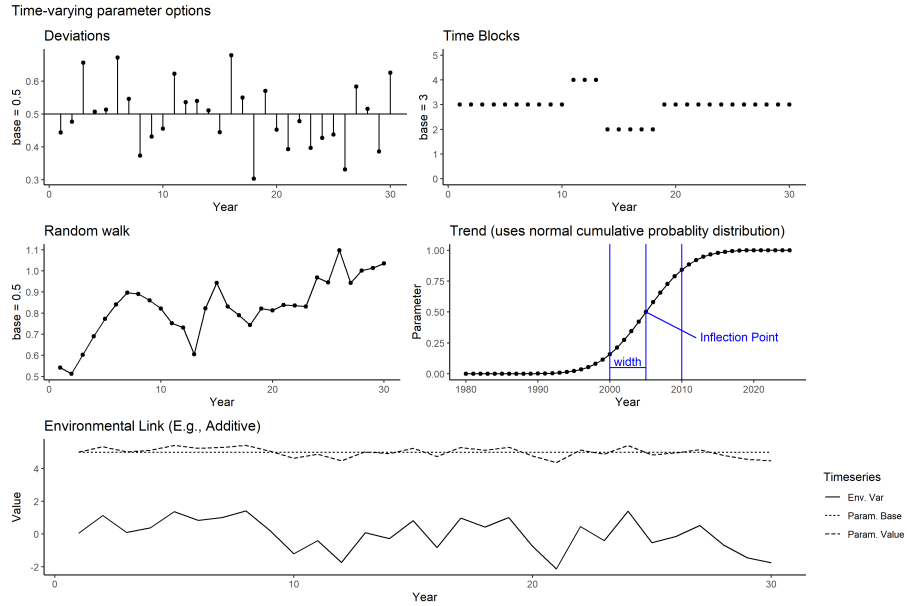 Time-varying parameter options
Deviations
base = 0.5
0.6
0.5
0.4
0.3
0
10
20
30
Year
Time Blocks
base = 3
5
4
3
2
1
0
0
10
20
30
Year
Random walk
base = 0.5
1.1
1.0
0.9
0.8
0.7
0.6
0.5
0
10
20
30
Year
Trend (uses normal cumulative probablity distribution)
Parameter
1.00
0.75
0.50
0.25
0.00
Inflection Point
width
1980
1990
2000
2010
2020
Year
Environmental Link (E.g., Additive)
Value
4
2
0
-2
0
10
20
30
Year
Timeseries
Env. Var
Param. Base
Param. Value